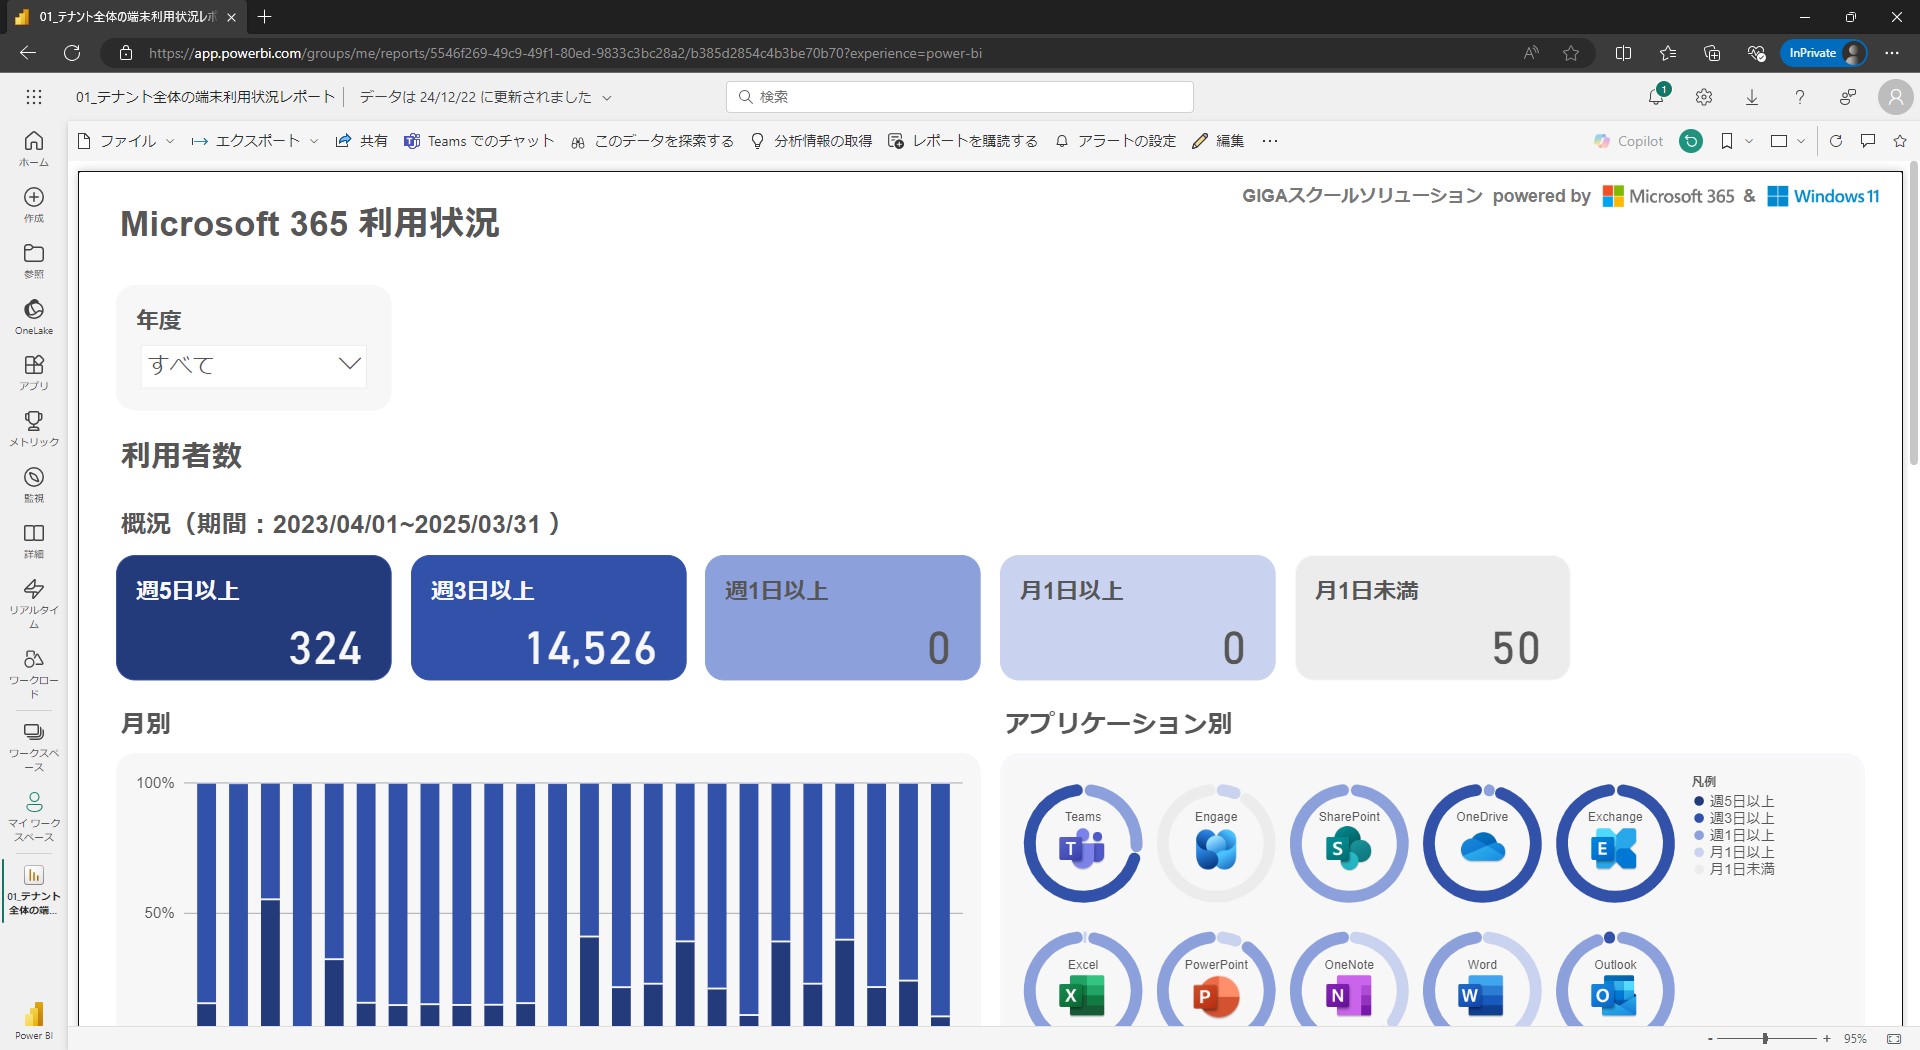 01_テナント全体の端末利用状況レポ
https://app.powerbi.com/groups/me/reports/5546f269-49c9-49f1-80ed-9833c3bc28a2/b385d2854c4b3be70b70?experience=power-bi
InPrivate
01_テナント全体の端末利用状況レポート
データは 24/12/22 に更新されました
検索
1
ファイル
エクスポート
共有
Teams でのチャット
このデータを探索する
分析情報の取得
レポートを購読する
アラートの設定
編集
Copilot
ホーム
作成
参照
OneLake
アプリ
メトリック
監視
詳細
リアルタイ
ム
ワークロー
ド
ワークスペ
ース
マイ ワーク
スペース
01_テナント
全体の端...
Power BI
Microsoft 365 利用状況
GIGAスクールソリューション powered by Microsoft 365 & Windows 11
年度
すべて
利用者数
概況（期間：2023/04/01~2025/03/31 ）
週5日以上
324
週3日以上
14,526
週1日以上
0
月1日以上
0
月1日未満
50
月別
100%
50%
アプリケーション別
Teams
Engage
SharePoint
OneDrive
Exchange
Excel
PowerPoint
OneNote
Word
Outlook
凡例
週5日以上
週3日以上
週1日以上
月1日以上
月1日未満
95%